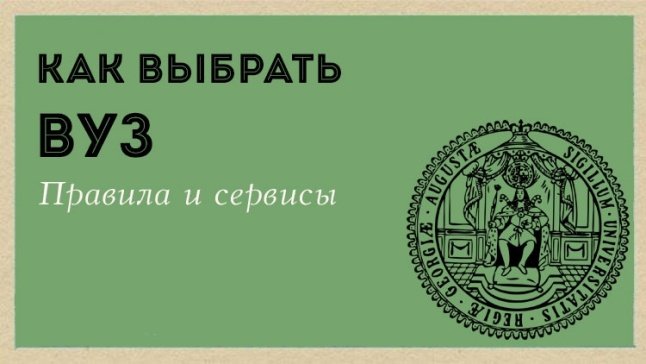 КАК ВЫБРАТЬ
ВУЗ
Правила и сервисы
SIGILLUM · UNIVERSITATIS · REGIÆ · GEORGIÆ · AUGUSTÆ